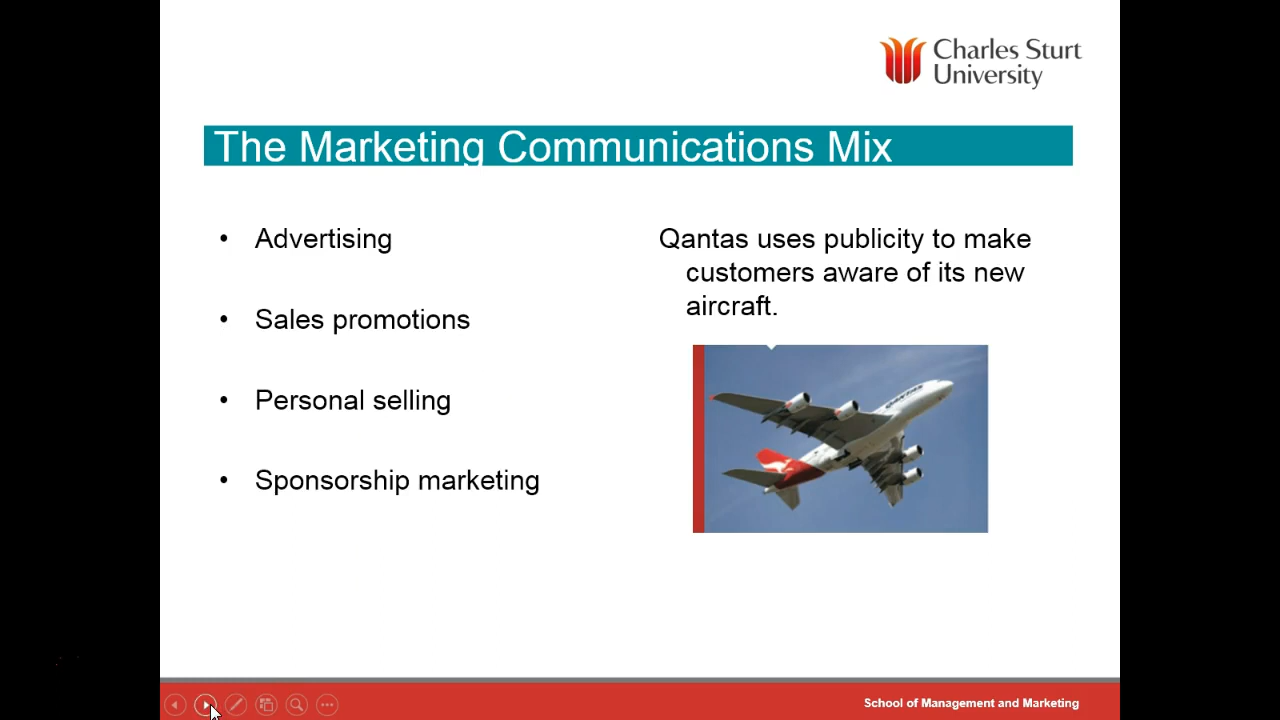 Charles Sturt
University
The Marketing Communications Mix
• Advertising
• Sales promotions
• Personal selling
• Sponsorship marketing
Qantas uses publicity to make
customers aware of its new
aircraft.
QANTAS
School of Management and Marketing